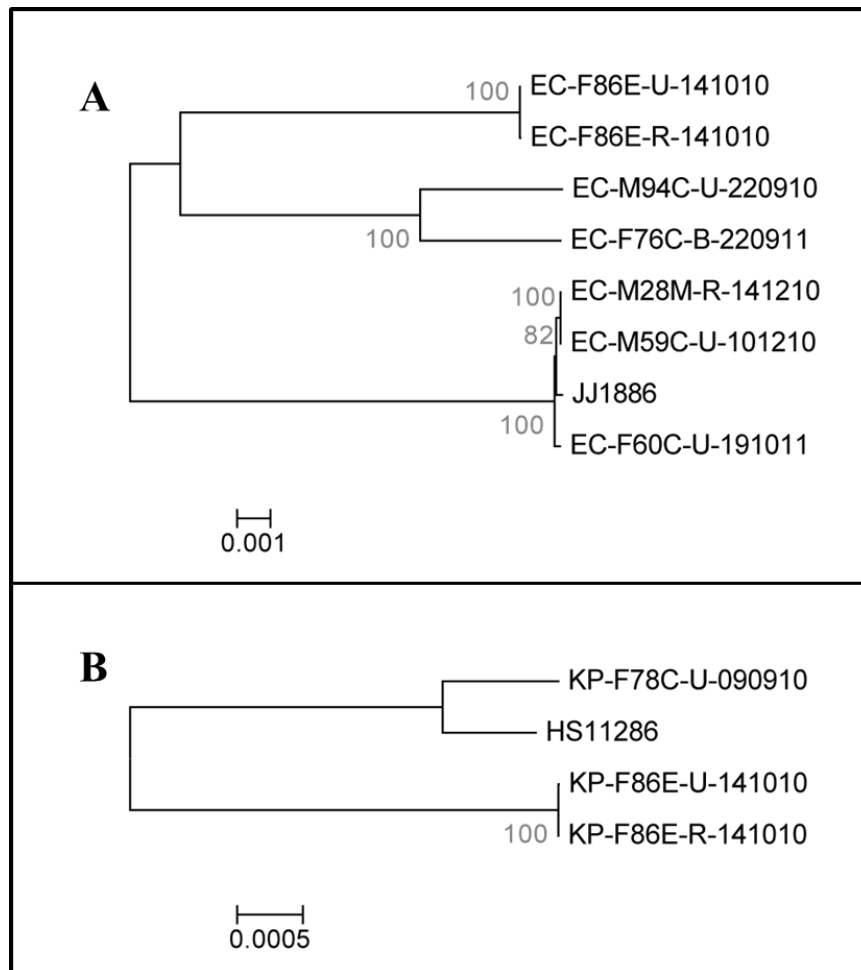 A
100 EC-F86E-U-141010
EC-F86E-R-141010
EC-M94C-U-220910
100 EC-F76C-B-220911
100 EC-M28M-R-141210
82 EC-M59C-U-101210
JJ1886
100 EC-F60C-U-191011
0.001
B
KP-F78C-U-090910
HS11286
KP-F86E-U-141010
100 KP-F86E-R-141010
0.0005